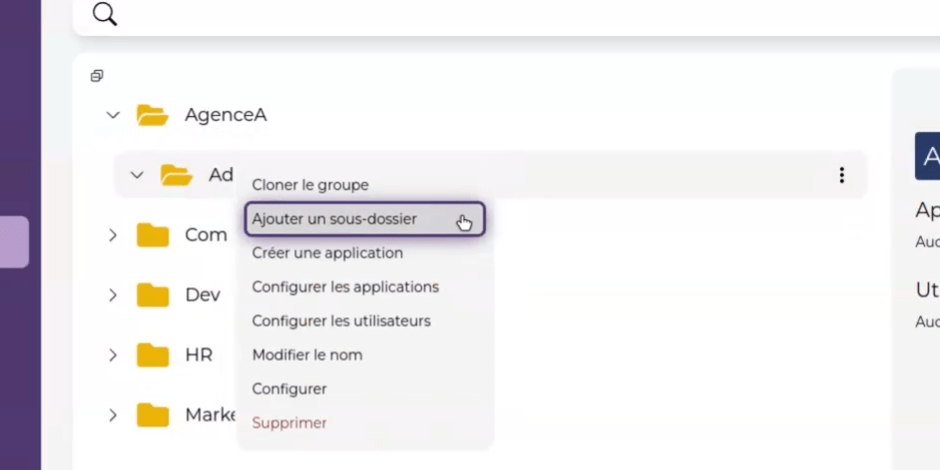 AgenceA
Ad
Cloner le groupe
Ajouter un sous-dossier
Com
Créer une application
Dev
Configurer les applications
Configurer les utilisateurs
HR
Modifier le nom
Configurer
Marke
Supprimer
A
Ap
Auc
Ut
Auc